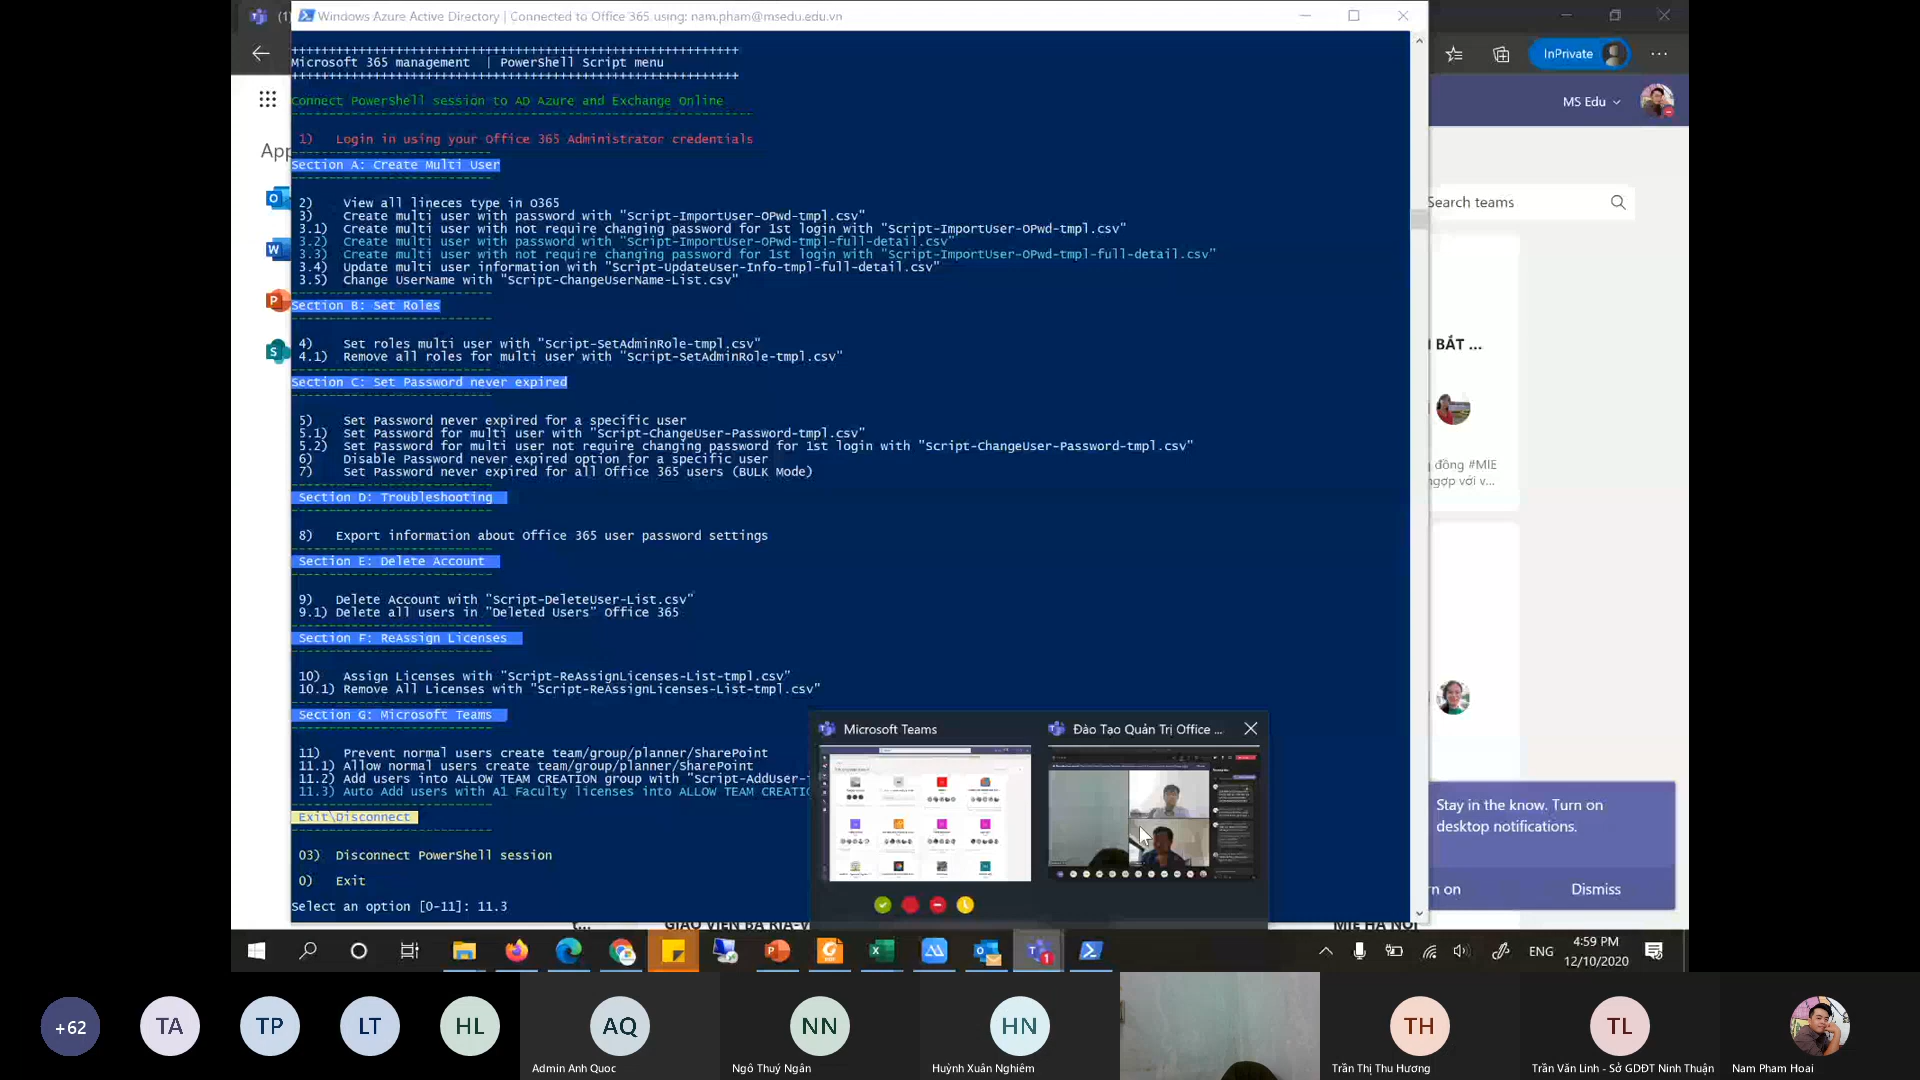 Windows Azure Active Directory | Connected to Office 365 using: nam.pham@msedu.edu.vn
+++++++++++++++++++++++++++++++++++++++++++++++++++++++++++
Microsoft 365 management | PowerShell Script menu
+++++++++++++++++++++++++++++++++++++++++++++++++++++++++++
Connect PowerShell session to AD Azure and Exchange Online
1) Login in using your Office 365 Administrator credentials
Section A: Create Multi User
2) View all lineces type in O365
3) Create multi user with password with "Script-ImportUser-OPwd-tmpl.csv"
3.1) Create multi user with not require changing password for 1st login with "Script-ImportUser-OPwd-tmpl.csv"
3.2) Create multi user with password with "Script-ImportUser-OPwd-tmpl-full-detail.csv"
3.3) Create multi user with not require changing password for 1st login with "Script-ImportUser-OPwd-tmpl-full-detail.csv"
3.4) Update multi user information with "Script-UpdateUser-Info-tmpl-full-detail.csv"
3.5) Change UserName with "Script-ChangeUserName-List.csv"
Section B: Set Roles
4) Set roles multi user with "Script-SetAdminRole-tmpl.csv"
4.1) Remove all roles for multi user with "Script-SetAdminRole-tmpl.csv"
Section C: Set Password never expired
5) Set Password never expired for a specific user
5.1) Set Password for multi user with "Script-ChangeUser-Password-tmpl.csv"
5.2) Set Password for multi user not require changing password for 1st login with "Script-ChangeUser-Password-tmpl.csv"
6) Disable Password never expired option for a specific user
7) Set Password never expired for all Office 365 users (BULK Mode)
Section D: Troubleshooting
8) Export information about Office 365 user password settings
Section E: Delete Account
9) Delete Account with "Script-DeleteUser-List.csv"
9.1) Delete all users in "Deleted Users" Office 365
Section F: ReAssign Licenses
10) Assign Licenses with "Script-ReAssignLicenses-List-tmpl.csv"
10.1) Remove All Licenses with "Script-ReAssignLicenses-List-tmpl.csv"
Section G: Microsoft Teams
11) Prevent normal users create team/group/planner/SharePoint
11.1) Allow normal users create team/group/planner/SharePoint
11.2) Add users into ALLOW TEAM CREATION group with "Script-AddUser-
11.3) Auto Add users with A1 Faculty licenses into ALLOW TEAM CREATIO
Exit\Disconnect
03) Disconnect PowerShell session
0) Exit
Select an option [0-11]: 11.3
App
InPrivate
MS Edu
Search teams
BẮT ...
đồng #MIE
ngợp với v...
Microsoft Teams
Đào Tạo Quản Trị Office ...
Stay in the know. Turn on
desktop notifications.
n on
Dismiss
GIÁO VIÊN BÀ RỊA-V
MIE HÀ NỘI
ENG
4:59 PM
12/10/2020
+62
TA
TP
LT
HL
AQ
Admin Anh Quoc
NN
Ngô Thuý Ngân
HN
Huỳnh Xuân Nghiêm
TH
Trần Thị Thu Hương
TL
Trần Văn Linh - Sở GDĐT Ninh Thuận
Nam Pham Hoai